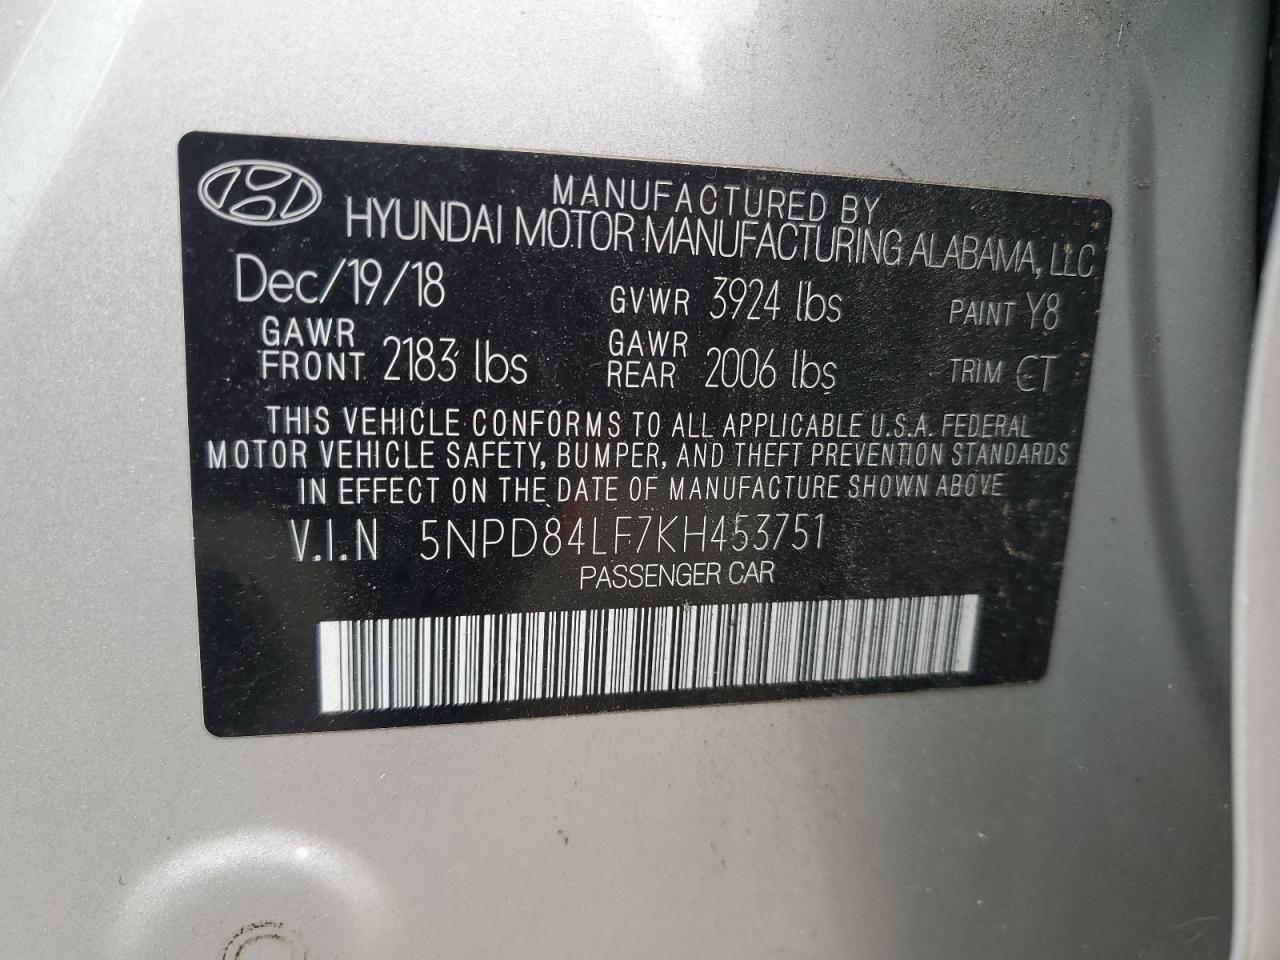 MANUFACTURED BY
HYUNDAI MOTOR MANUFACTURING ALABAMA, LLC
Dec/19/18 GVWR 3924 lbs PAINT Y8
GAWR FRONT 2183 lbs GAWR REAR 2006 lbs TRIM CT
THIS VEHICLE CONFORMS TO ALL APPLICABLE U.S.A. FEDERAL
MOTOR VEHICLE SAFETY, BUMPER, AND THEFT PREVENTION STANDARDS
IN EFFECT ON THE DATE OF MANUFACTURE SHOWN ABOVE
V.I.N 5NPD84LF7KH453751
PASSENGER CAR